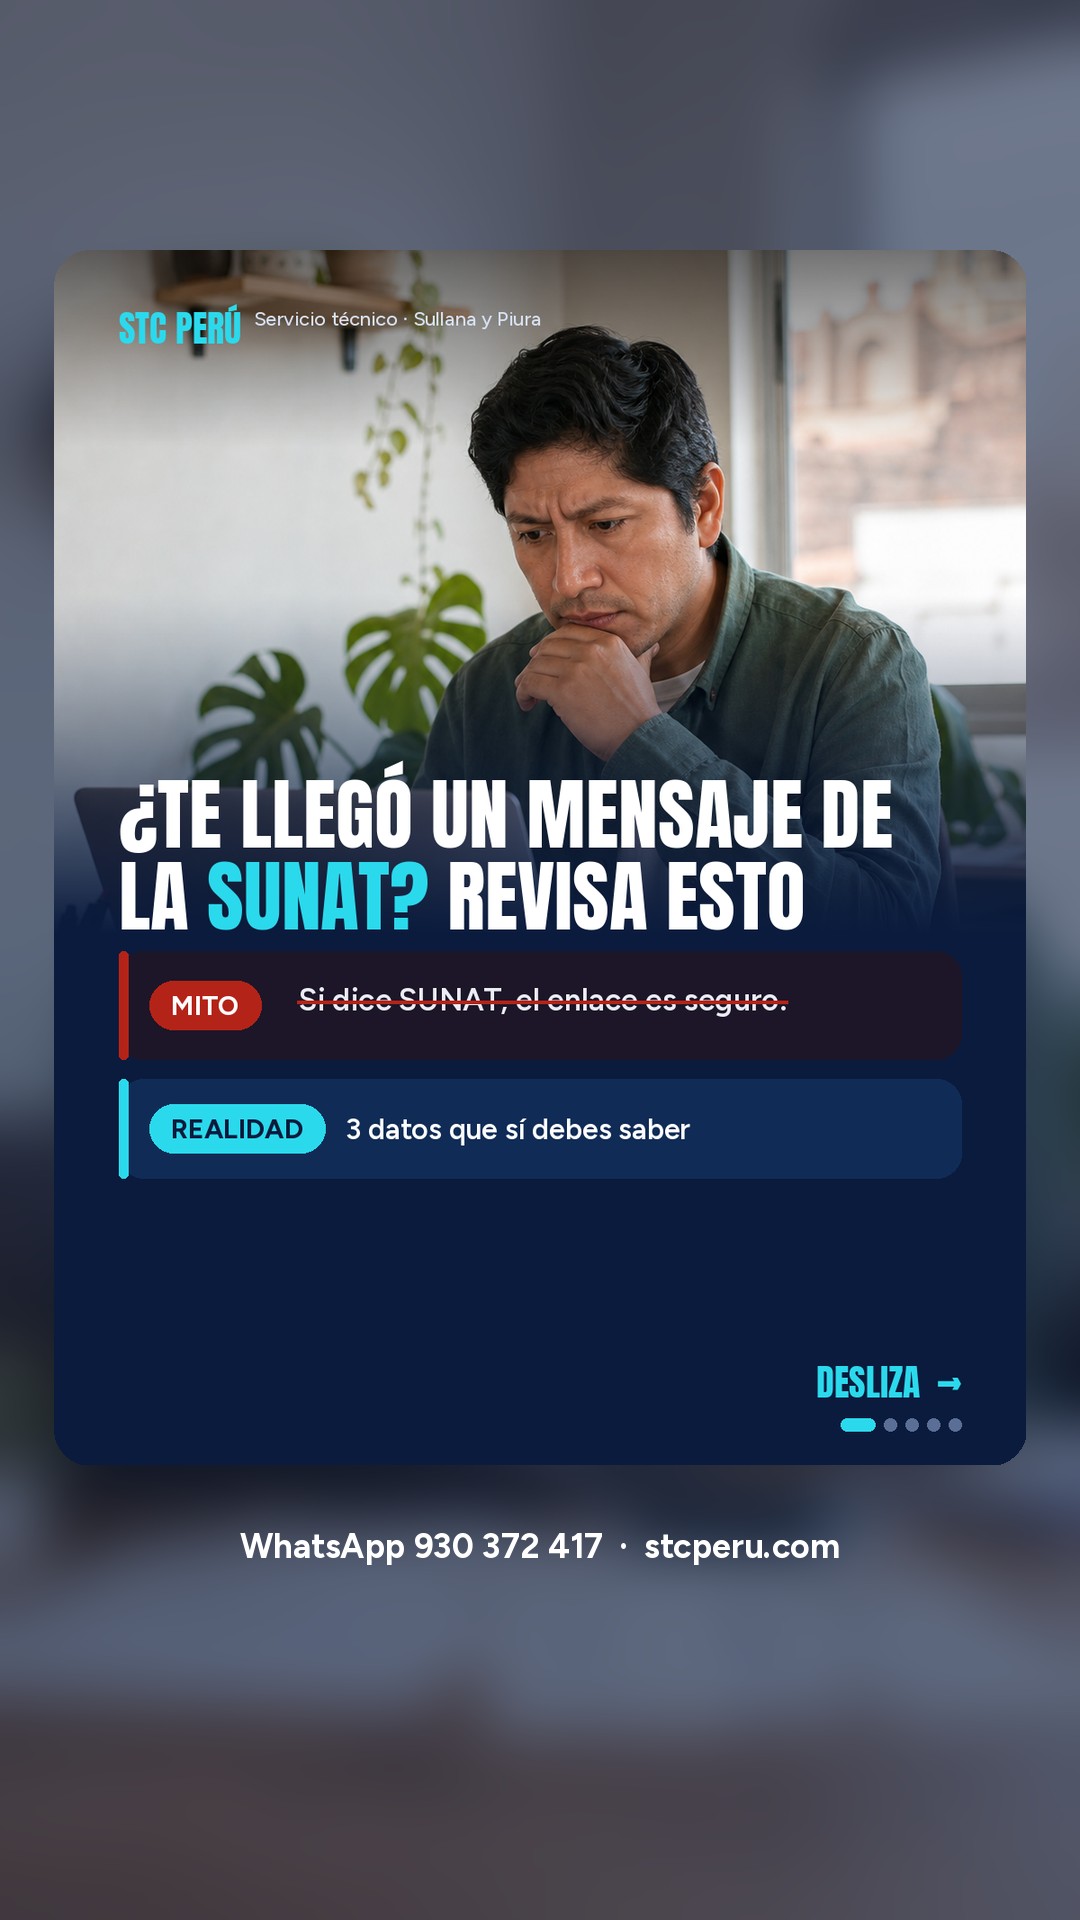 STC PERÚ Servicio técnico · Sullana y Piura
¿TE LLEGÓ UN MENSAJE DE
LA SUNAT? REVISA ESTO
MITO Si dice SUNAT, el enlace es seguro.
REALIDAD 3 datos que sí debes saber
DESLIZA →
WhatsApp 930 372 417 · stcperu.com